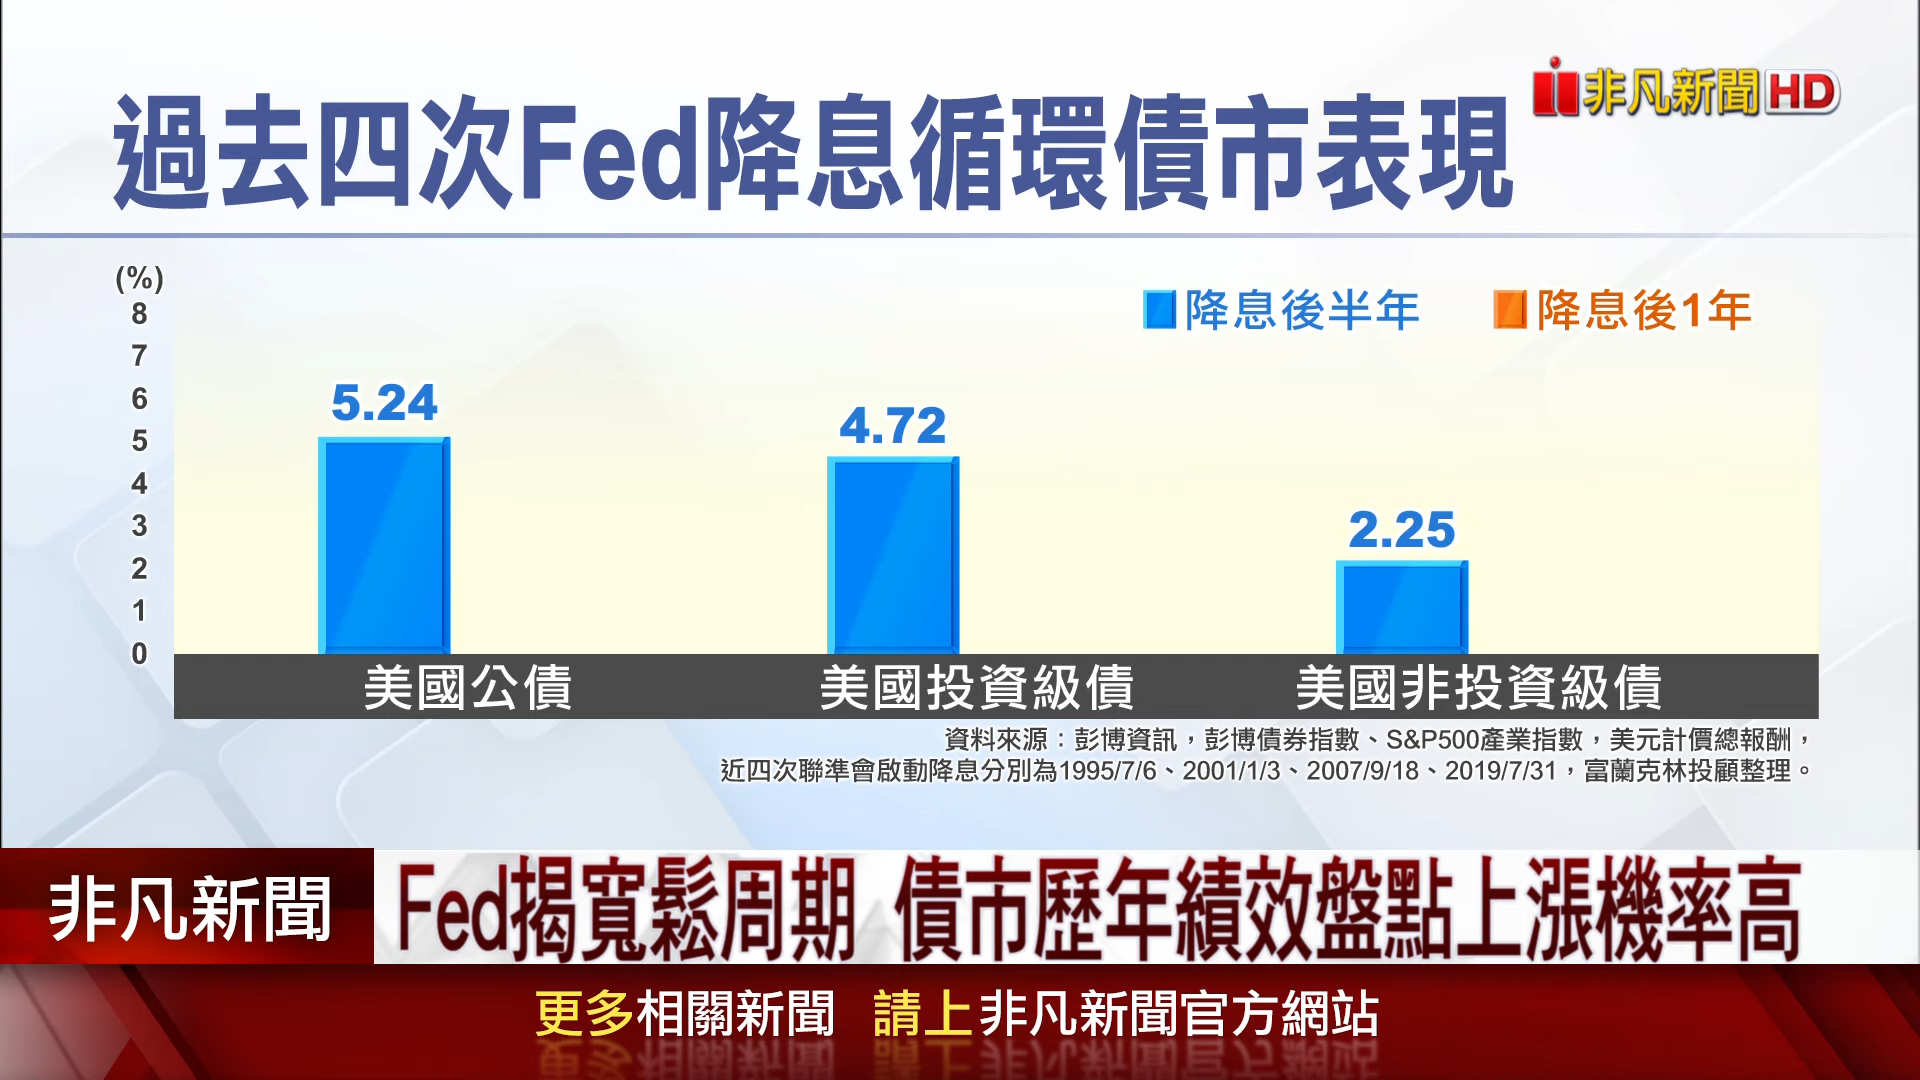 非凡新聞HD
過去四次Fed降息循環債市表現
(%)
8
7
6
5
4
3
2
1
0
降息後半年 降息後1年
5.24
4.72
2.25
美國公債 美國投資級債 美國非投資級債
資料來源：彭博資訊，彭博債券指數、S&P500產業指數，美元計價總報酬，
近四次聯準會啟動降息分別為1995/7/6、2001/1/3、2007/9/18、2019/7/31，富蘭克林投顧整理。
非凡新聞
Fed揭寬鬆周期 債市歷年績效盤點上漲機率高
更多相關新聞 請上非凡新聞官方網站